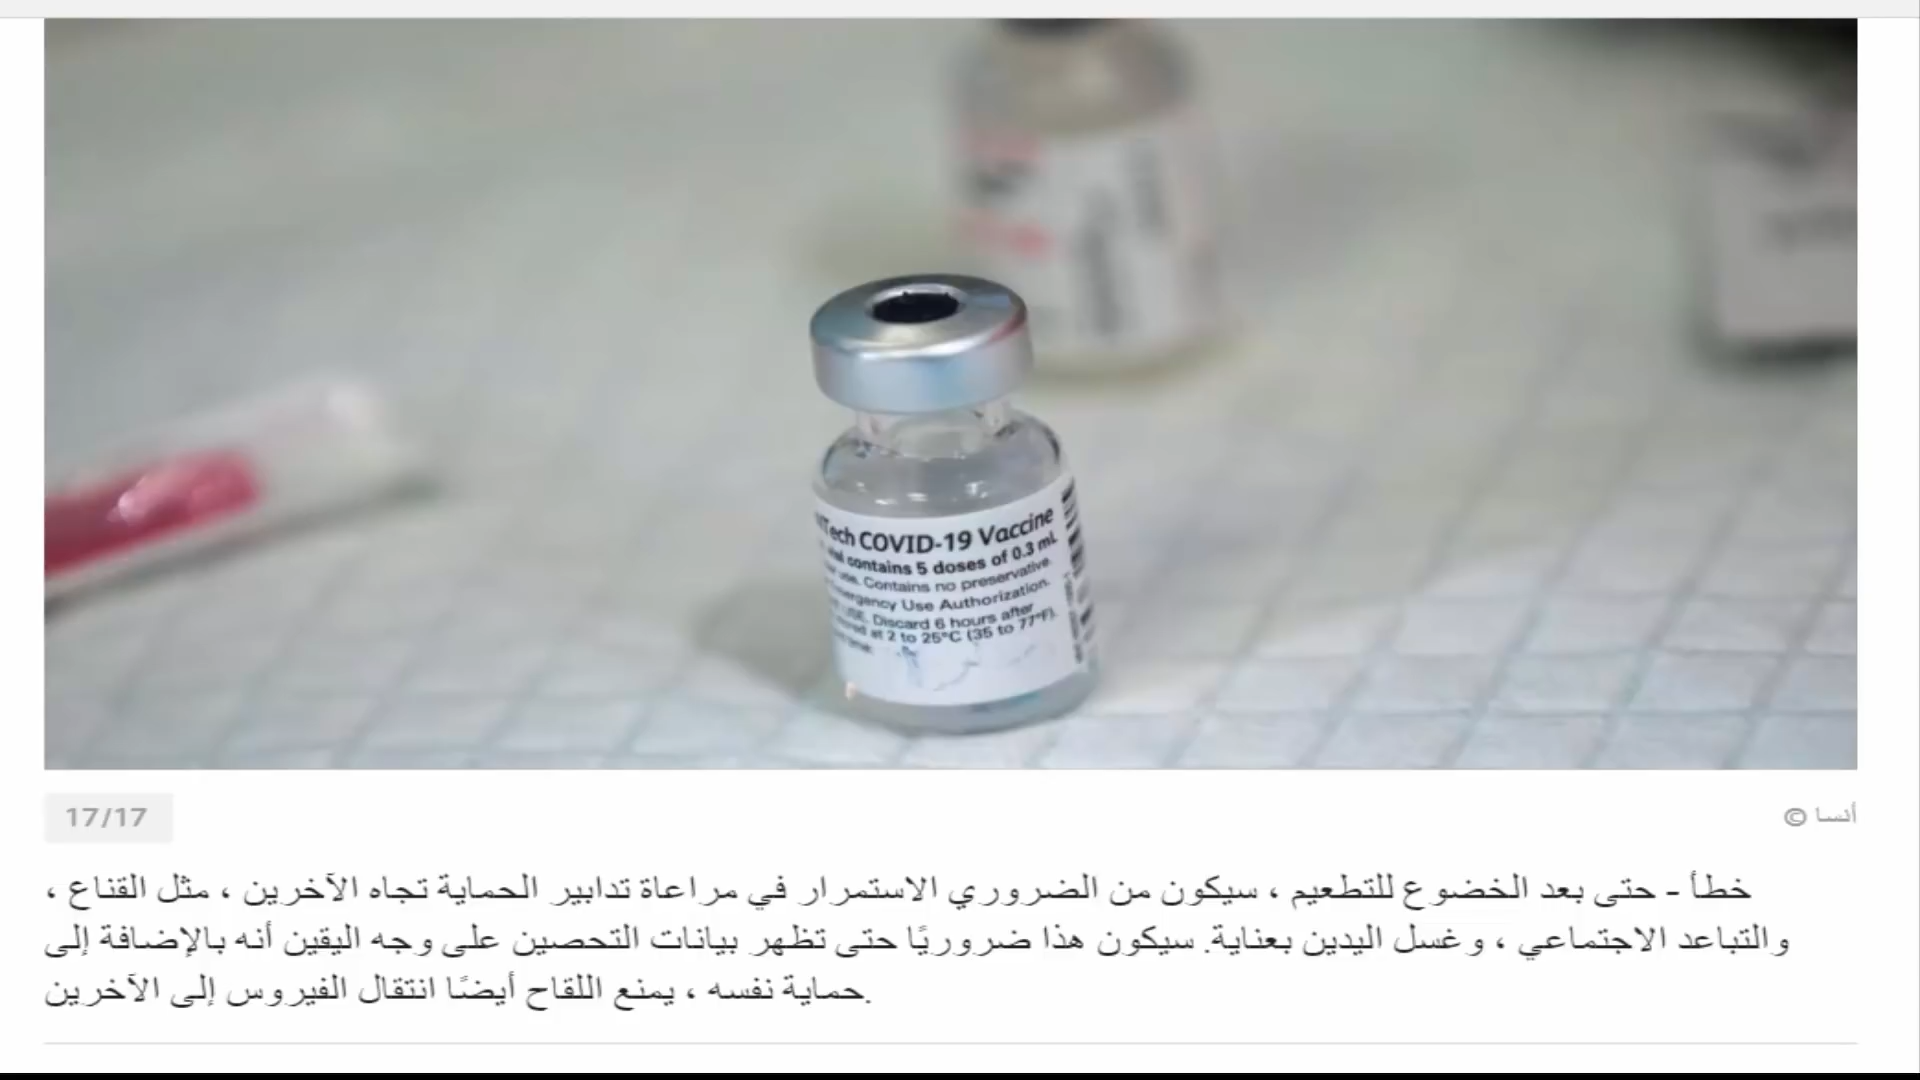 COVID-19 Vaccine
contains 5 doses of 0.3 mL
use. Contains no preservative.
Emergency Use Authorization.
USE. Discard 6 hours after
at 2 to 25°C (35 to 77°F).
17/17
© أنسا
خطأ - حتى بعد الخضوع للتطعيم ، سيكون من الضروري الاستمرار في مراعاة تدابير الحماية تجاه الآخرين ، مثل القناع ،
والتباعد الاجتماعي ، وغسل اليدين بعناية. سيكون هذا ضروريًا حتى تظهر بيانات التحصين على وجه اليقين أنه بالإضافة إلى
حماية نفسه ، يمنع اللقاح أيضًا انتقال الفيروس إلى الآخرين.